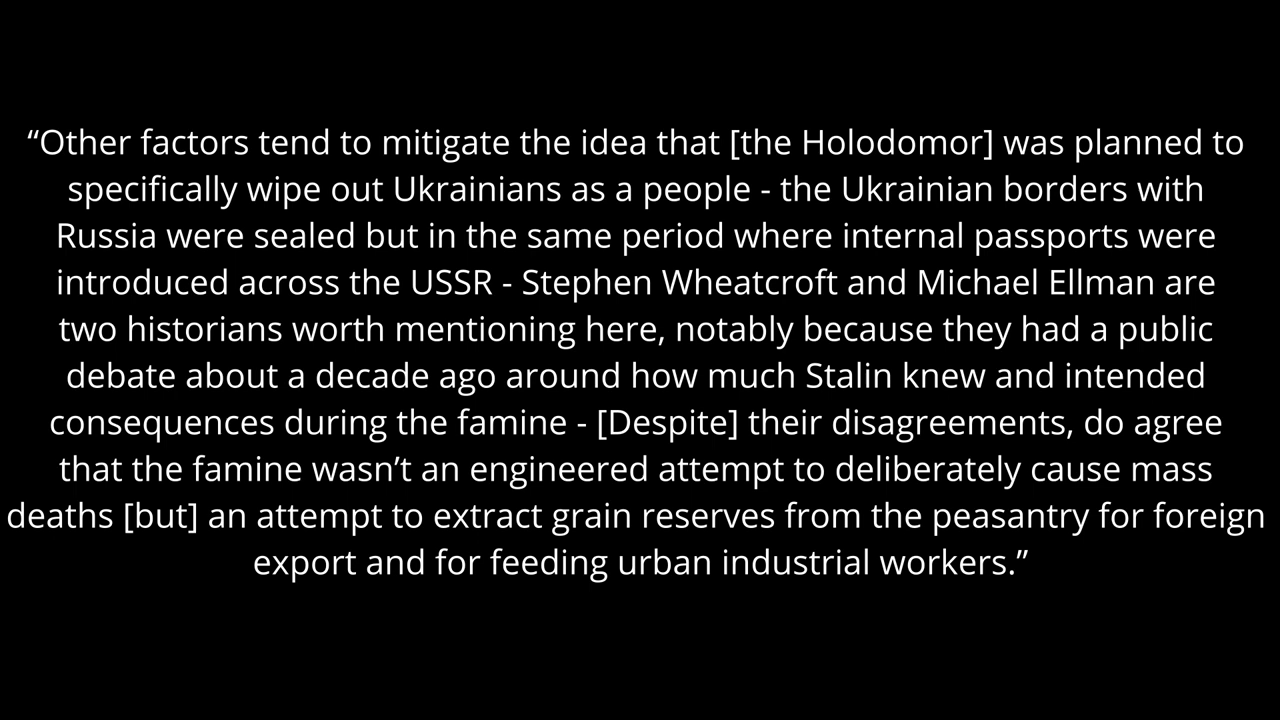 “Other factors tend to mitigate the idea that [the Holodomor] was planned to
specifically wipe out Ukrainians as a people - the Ukrainian borders with
Russia were sealed but in the same period where internal passports were
introduced across the USSR - Stephen Wheatcroft and Michael Ellman are
two historians worth mentioning here, notably because they had a public
debate about a decade ago around how much Stalin knew and intended
consequences during the famine - [Despite] their disagreements, do agree
that the famine wasn’t an engineered attempt to deliberately cause mass
deaths [but] an attempt to extract grain reserves from the peasantry for foreign
export and for feeding urban industrial workers.”